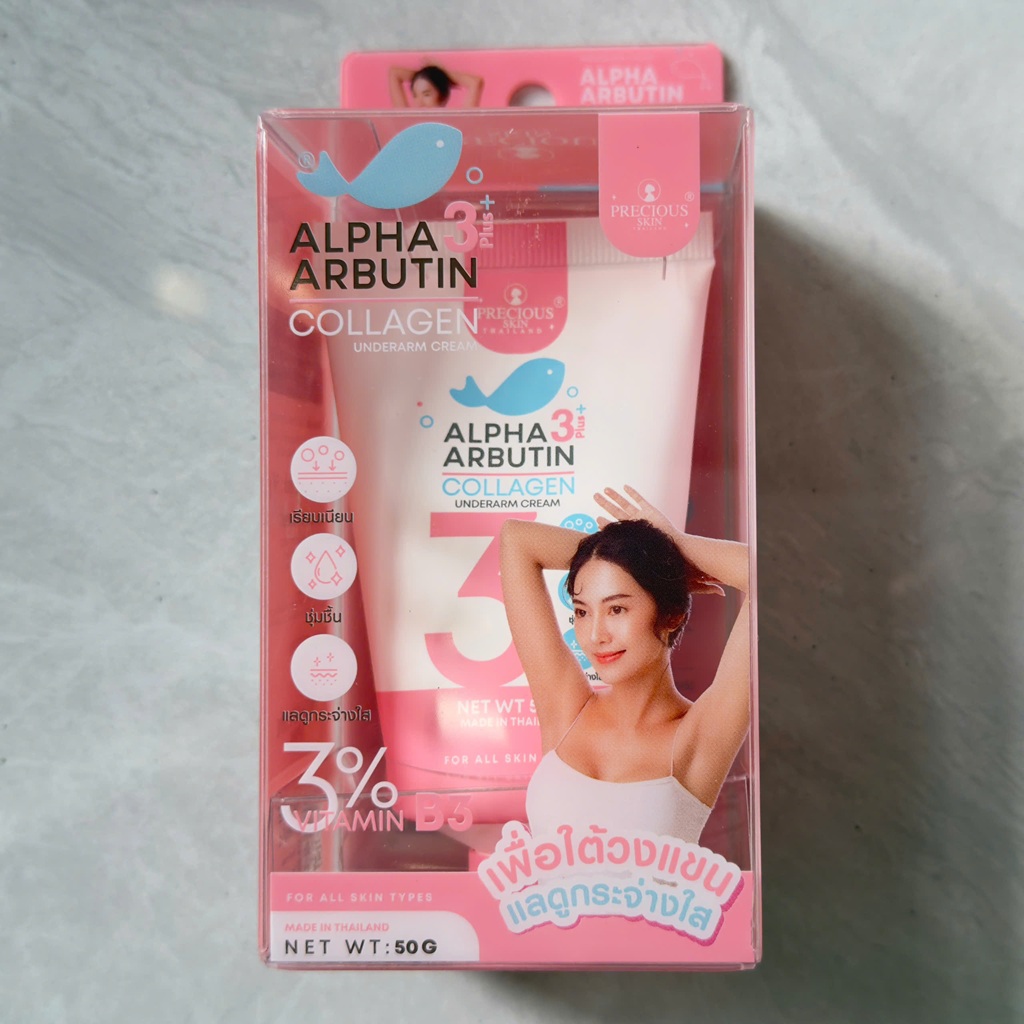 ALPHA
ARBUTIN
®
ALPHA 3 Plus+
ARBUTIN
COLLAGEN
UNDERARM CREAM
PRECIOUS ®
SKIN
THAILAND
PRECIOUS ®
SKIN
THAILAND
ALPHA 3 Plus+
ARBUTIN
COLLAGEN
UNDERARM CREAM
3
NET WT
MADE IN
FOR ALL SKIN
เรียบเนียน
ชุ่มชื้น
แลดูกระจ่างใส
3%
VITAMIN B3
เพื่อใต้วงแขน
แลดูกระจ่างใส
FOR ALL SKIN TYPES
MADE IN THAILAND
NET WT: 50 G